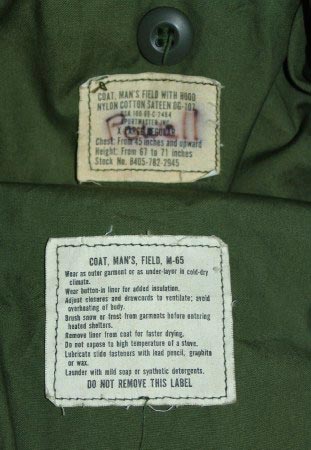 COAT, MAN'S FIELD WITH HOOD
NYLON COTTON SATEEN OG-107
SPORTMASTER INC.
X-LARGE REGULAR
Chest: From 45 inches and upward
Height: From 67 to 71 inches
Stock No. 8405-782-2945
COAT, MAN'S, FIELD, M-65
Wear as outer garment or as under-layer in cold-dry
climate.
Wear button-in liner for added insulation.
Adjust closures and drawcords to ventilate; avoid
overheating of body.
Brush snow or frost from garments before entering
heated shelters.
Remove liner from coat for faster drying.
Do not expose to high temperature of a stove.
Lubricate slide fasteners with lead pencil, graphite
or wax.
Launder with mild soap or synthetic detergents.
DO NOT REMOVE THIS LABEL